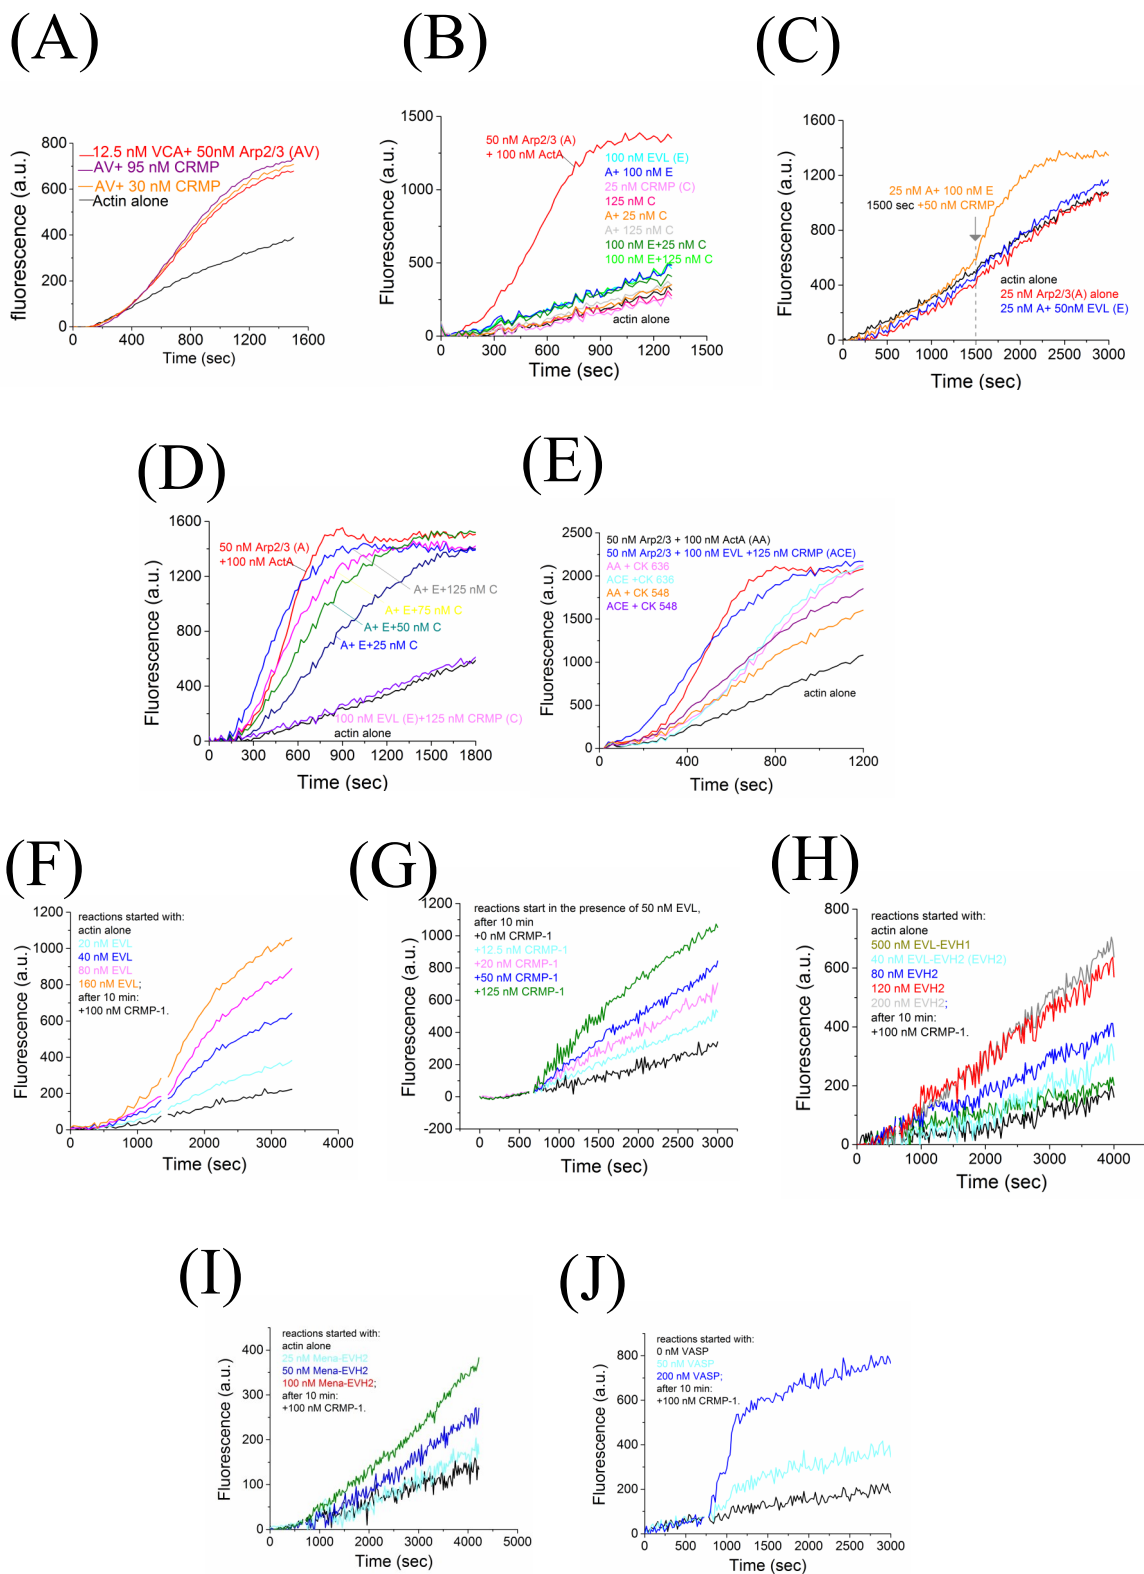 (A)
(B)
(C)
fluorescence (a.u.)
800
600
400
200
0
12.5 nM VCA+ 50nM Arp2/3 (AV)
AV+ 95 nM CRMP
AV+ 30 nM CRMP
Actin alone
0
400
800
1200
1600
Time (sec)
Fluorescence (a.u.)
1500
1000
500
0
50 nM Arp2/3 (A)
+ 100 nM ActA
100 nM EVL (E)
A+ 100 nM E
25 nM CRMP (C)
125 nM C
A+ 25 nM C
A+ 125 nM C
100 nM E+25 nM C
100 nM E+125 nM C
actin alone
0
300
600
900
1200
1500
Time (sec)
Fluorescence (a.u.)
1600
1200
800
400
0
25 nM A+ 100 nM E
1500 sec +50 nM CRMP
actin alone
25 nM Arp2/3(A) alone
25 nM A+ 50nM EVL (E)
0
500
1000
1500
2000
2500
3000
Time (sec)
(D)
(E)
Fluorescence (a.u.)
1600
1200
800
400
0
50 nM Arp2/3 (A)
+100 nM ActA
A+ E+125 nM C
A+ E+75 nM C
A+ E+50 nM C
A+ E+25 nM C
100 nM EVL (E)+125 nM CRMP (C)
actin alone
0
300
600
900
1200
1500
1800
Time (sec)
Fluorescence (a.u.)
2500
2000
1500
1000
500
0
50 nM Arp2/3 + 100 nM ActA (AA)
50 nM Arp2/3 + 100 nM EVL +125 nM CRMP (ACE)
AA + CK 636
ACE +CK 636
AA + CK 548
ACE + CK 548
actin alone
0
400
800
1200
Time (sec)
(F)
(G)
(H)
Fluorescence (a.u.)
1200
1000
800
600
400
200
0
reactions started with:
actin alone
20 nM EVL
40 nM EVL
80 nM EVL
160 nM EVL;
after 10 min:
+100 nM CRMP-1.
0
1000
2000
3000
4000
Time (sec)
Fluorescence (a.u.)
1200
1000
800
600
400
200
0
-200
reactions start in the presence of 50 nM EVL,
after 10 min
+0 nM CRMP-1
+12.5 nM CRMP-1
+20 nM CRMP-1
+50 nM CRMP-1
+125 nM CRMP-1
0
500
1000
1500
2000
2500
3000
Time (sec)
Fluorescence (a.u.)
800
600
400
200
0
reactions started with:
actin alone
500 nM EVL-EVH1
40 nM EVL-EVH2 (EVH2)
80 nM EVH2
120 nM EVH2
200 nM EVH2;
after 10 min:
+100 nM CRMP-1.
0
1000
2000
3000
4000
Time (sec)
(I)
(J)
Fluorescence (a.u.)
400
300
200
100
0
reactions started with:
actin alone
25 nM Mena-EVH2
50 nM Mena-EVH2
100 nM Mena-EVH2;
after 10 min:
+100 nM CRMP-1.
0
1000
2000
3000
4000
5000
Time (sec)
Fluorescence (a.u.)
800
600
400
200
0
reactions started with:
0 nM VASP
50 nM VASP
200 nM VASP;
after 10 min:
+100 nM CRMP-1.
0
500
1000
1500
2000
2500
3000
Time (sec)